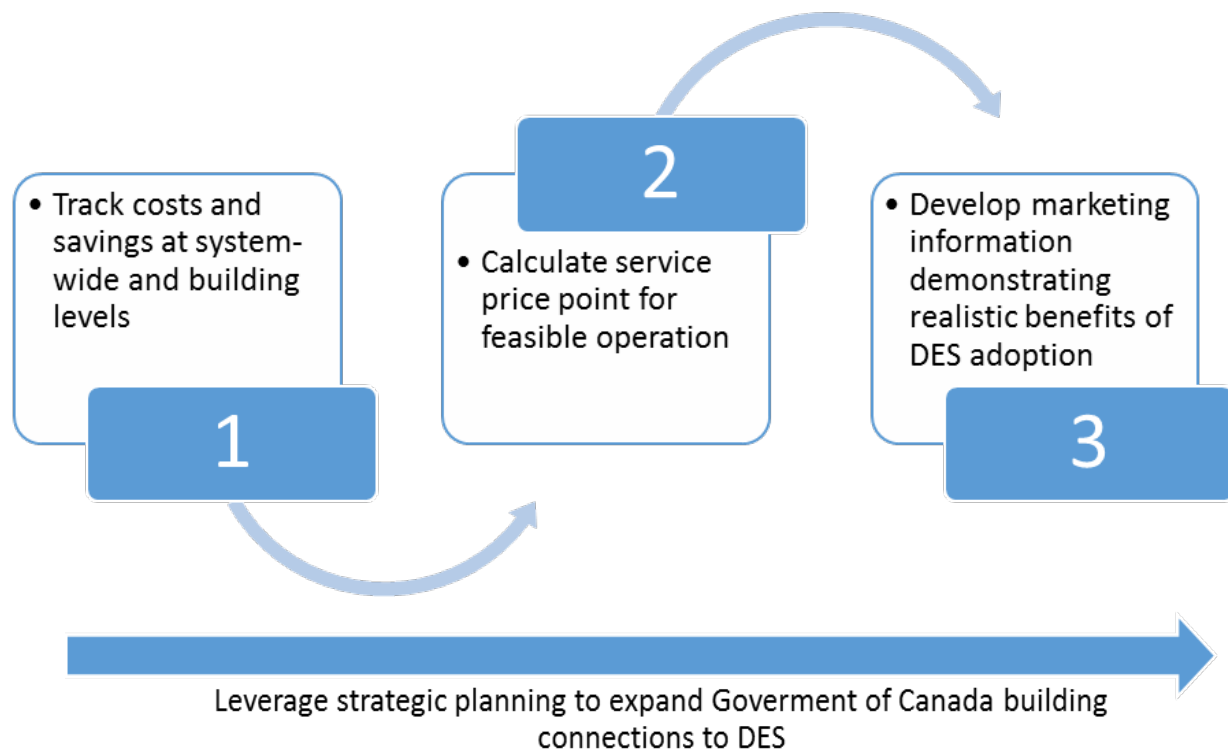 • Track costs and
savings at system-
wide and building
levels
1
2
• Calculate service
price point for
feasible operation
• Develop marketing
information
demonstrating
realistic benefits of
DES adoption
3
Leverage strategic planning to expand Goverment of Canada building
connections to DES